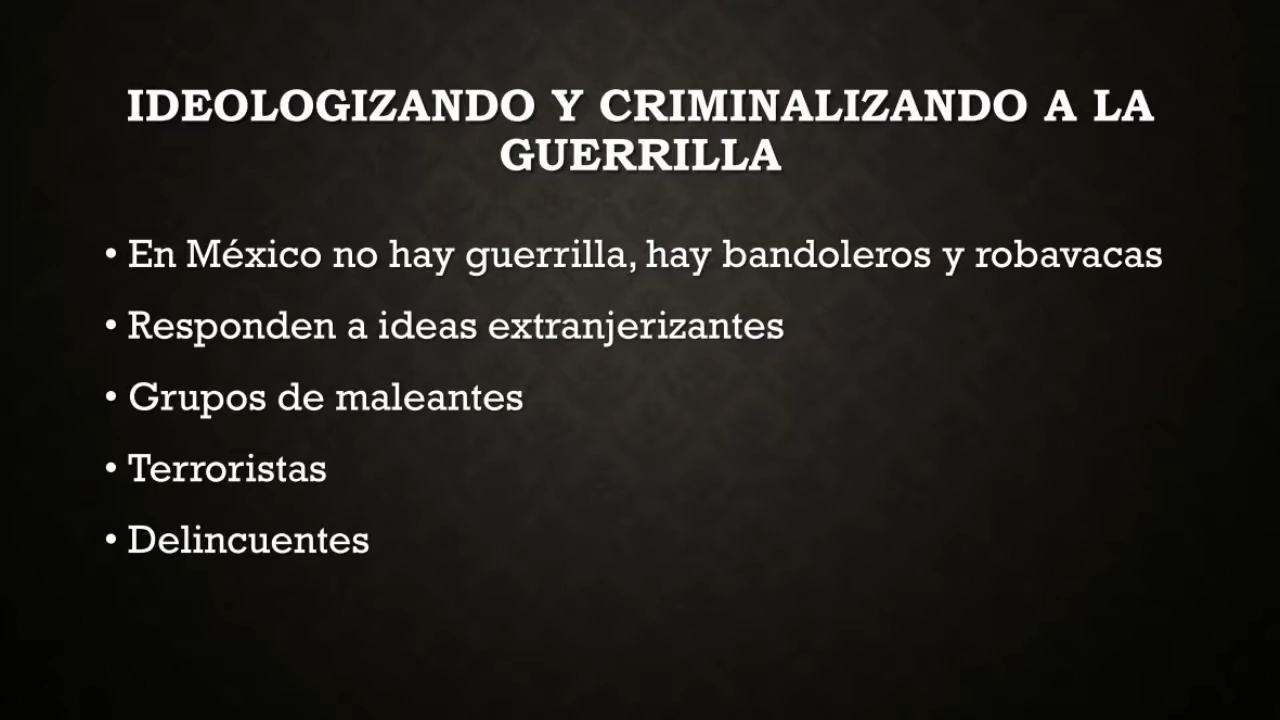 IDEOLOGIZANDO Y CRIMINALIZANDO A LA
GUERRILLA
• En México no hay guerrilla, hay bandoleros y robavacas
• Responden a ideas extranjerizantes
• Grupos de maleantes
• Terroristas
• Delincuentes